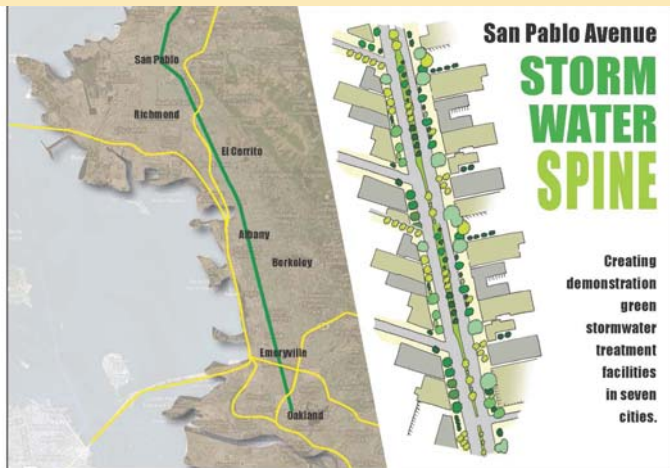 San Pablo
Richmond
El Cerrito
Albany
Berkeley
Emeryville
Oakland
San Pablo Avenue
STORM
WATER
SPINE
Creating
demonstration
green
stormwater
treatment
facilities
in seven
cities.